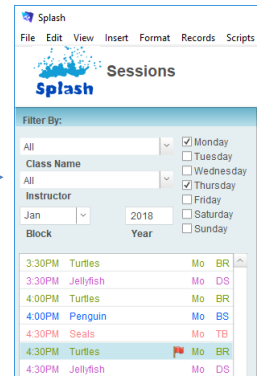 Splash
File Edit View Insert Format Records Scripts
Splash Sessions
Filter By:
All
Class Name
All
Instructor
Jan 2018
Block Year
Monday
Tuesday
Wednesday
Thursday
Friday
Saturday
Sunday
3:30PM Turtles Mo BR
3:30PM Jellyfish Mo DS
4:00PM Turtles Mo BR
4:00PM Penguin Mo BS
4:30PM Seals Mo TB
4:30PM Turtles Mo BR
4:30PM Jellyfish Mo DS